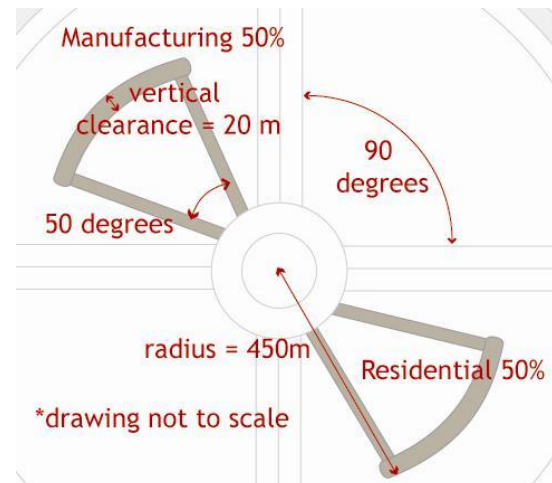 Manufacturing 50%
vertical
clearance = 20 m
90
degrees
50 degrees
radius = 450m
Residential 50%
*drawing not to scale